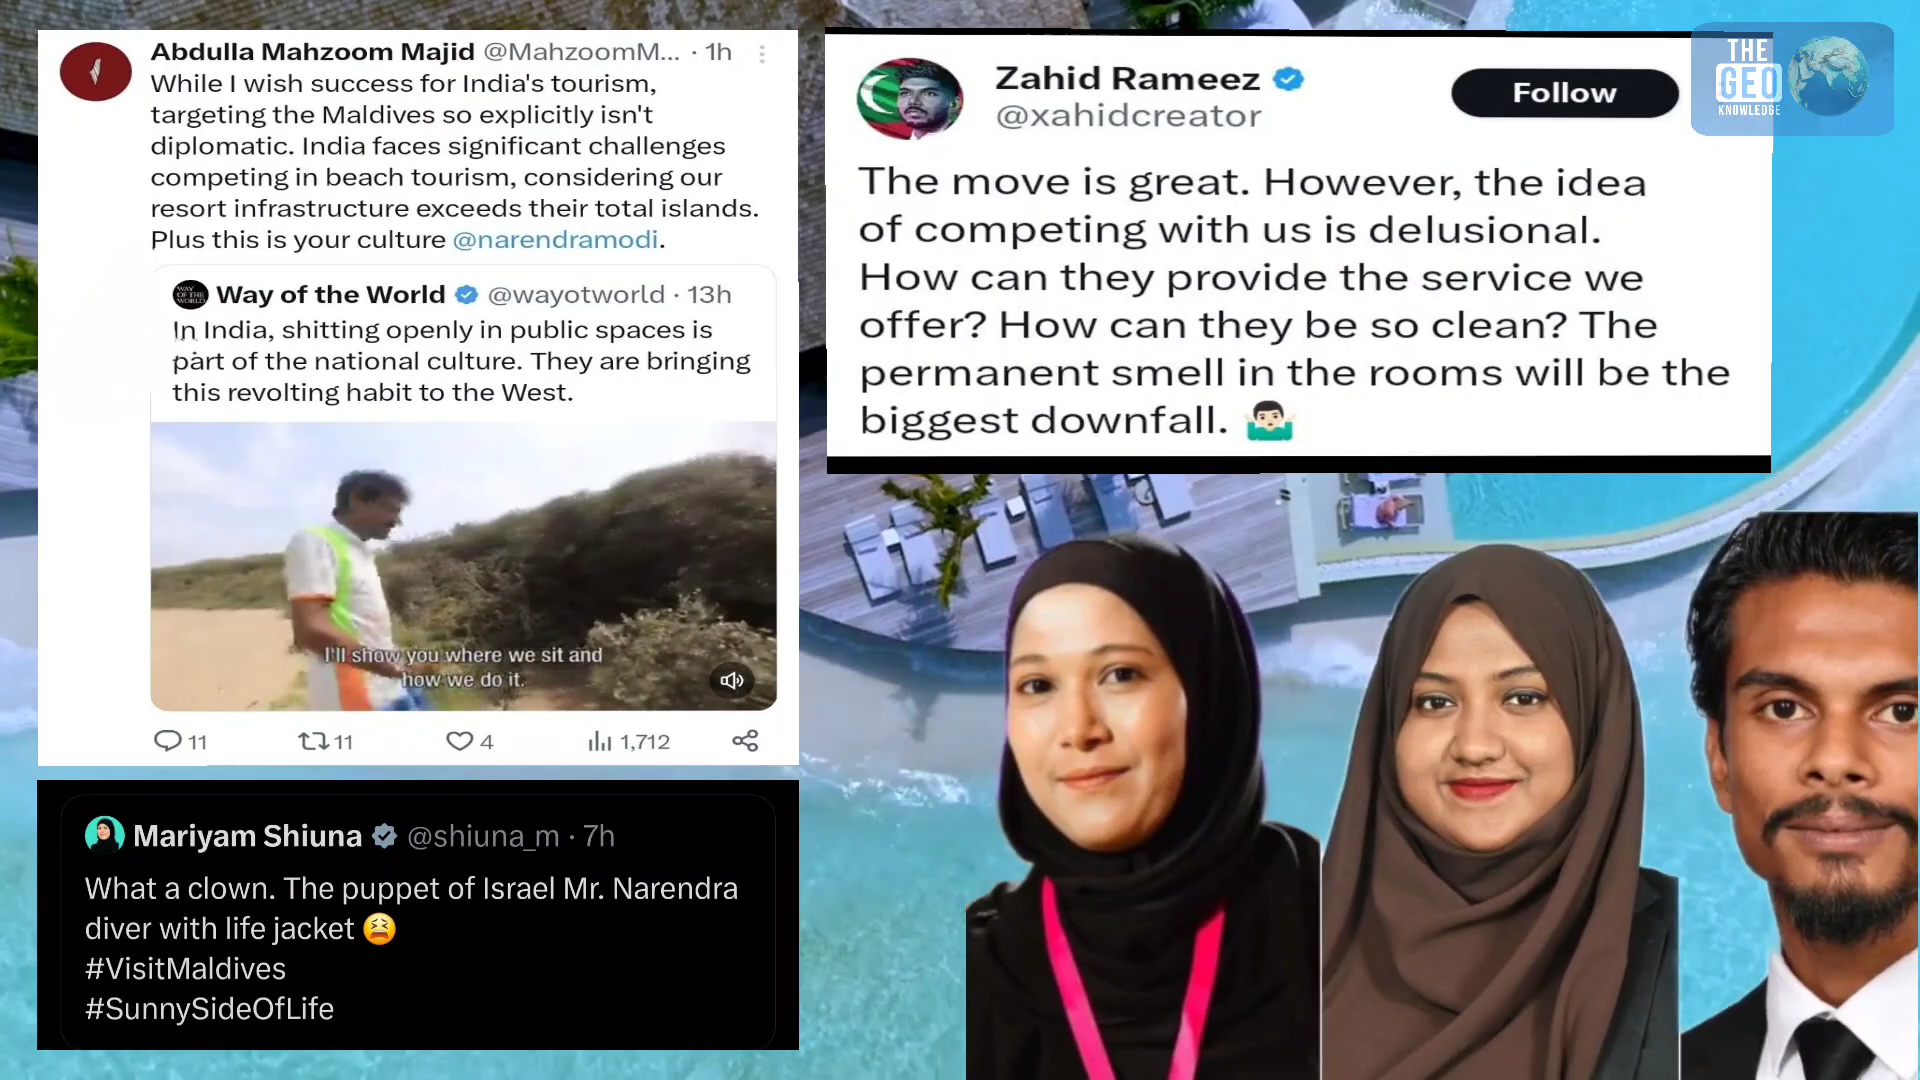 Abdulla Mahzoom Majid @MahzoomM... · 1h
While I wish success for India's tourism,
targeting the Maldives so explicitly isn't
diplomatic. India faces significant challenges
competing in beach tourism, considering our
resort infrastructure exceeds their total islands.
Plus this is your culture @narendramodi.
WAY OF THE WORLD
Way of the World @wayotworld · 13h
In India, shitting openly in public spaces is
part of the national culture. They are bringing
this revolting habit to the West.
I'll show you where we sit and
how we do it.
11 11 4 1,712
Mariyam Shiuna @shiuna_m · 7h
What a clown. The puppet of Israel Mr. Narendra
diver with life jacket 😫
#VisitMaldives
#SunnySideOfLife
Zahid Rameez
@xahidcreator
Follow
The move is great. However, the idea
of competing with us is delusional.
How can they provide the service we
offer? How can they be so clean? The
permanent smell in the rooms will be the
biggest downfall. 🤷🏻‍♂️
THE
GEO
KNOWLEDGE